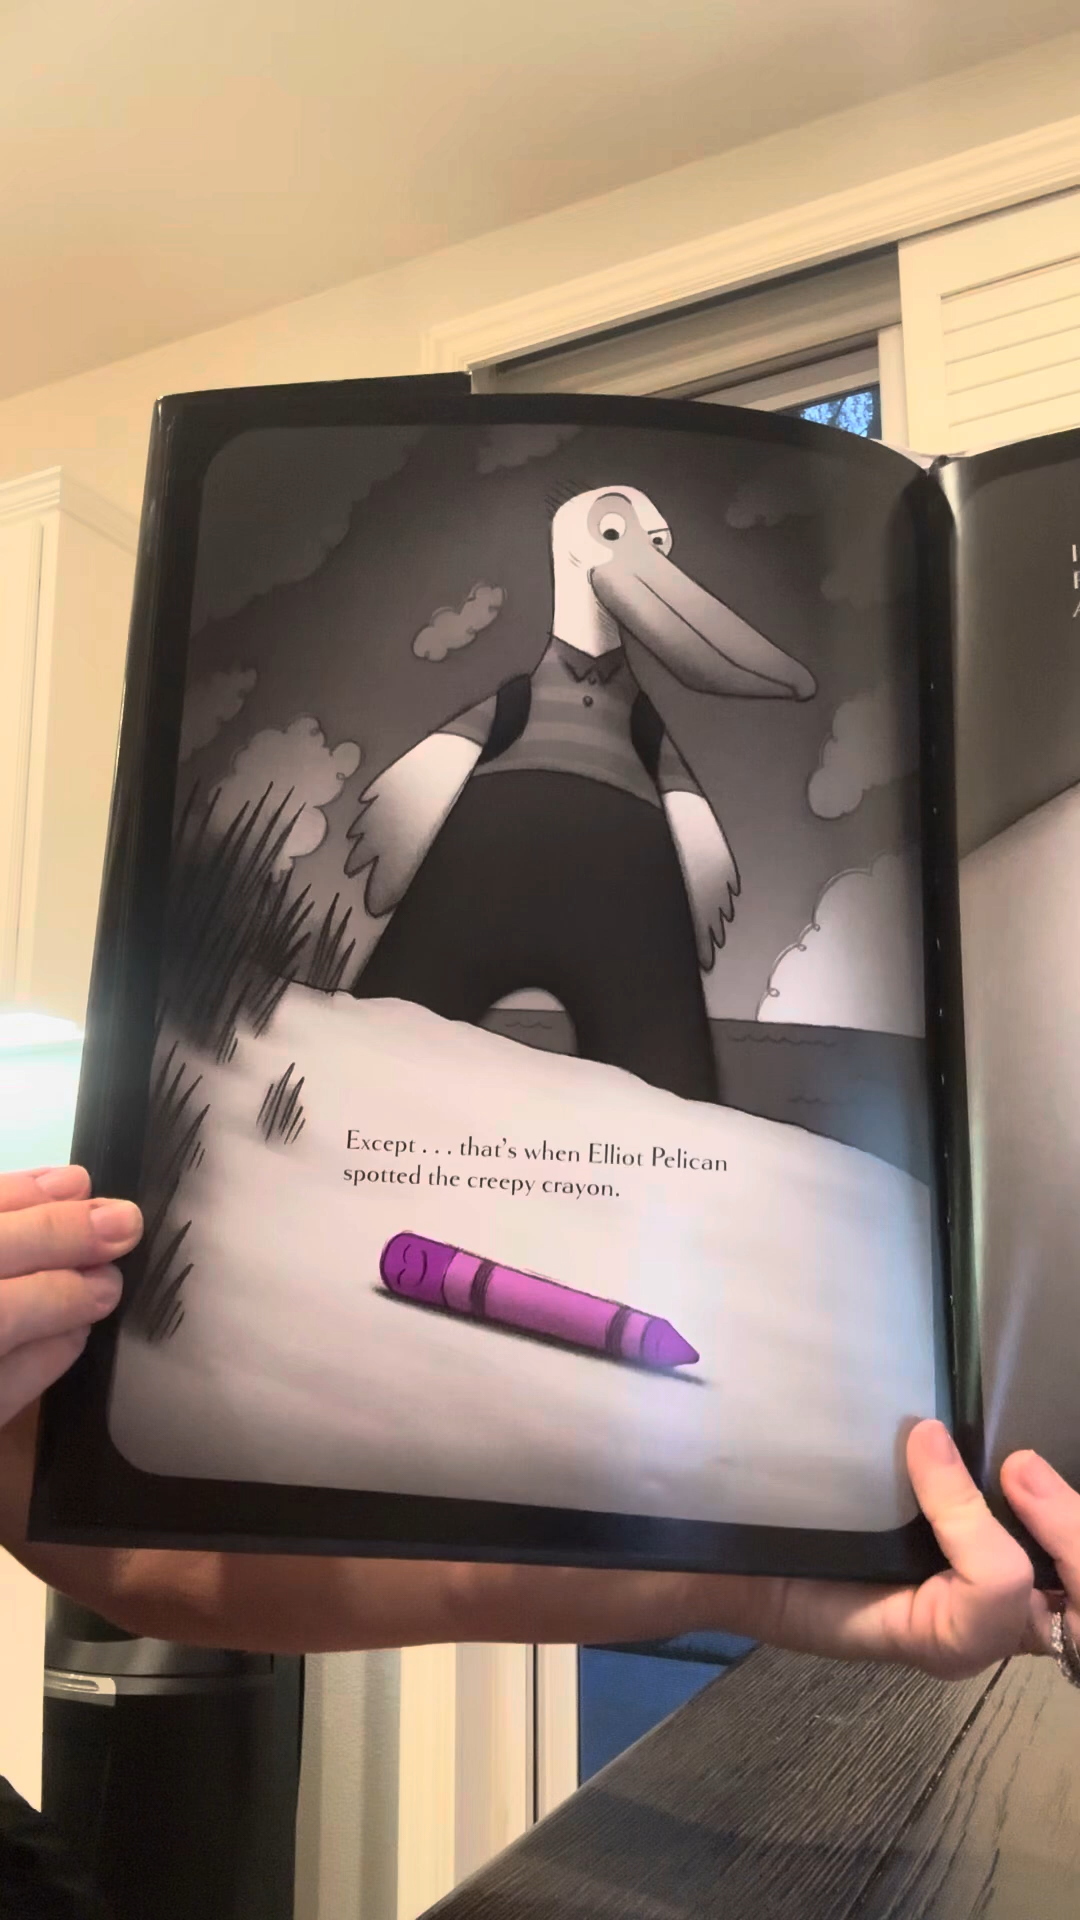 Except . . . that's when Elliot Pelican
spotted the creepy crayon.